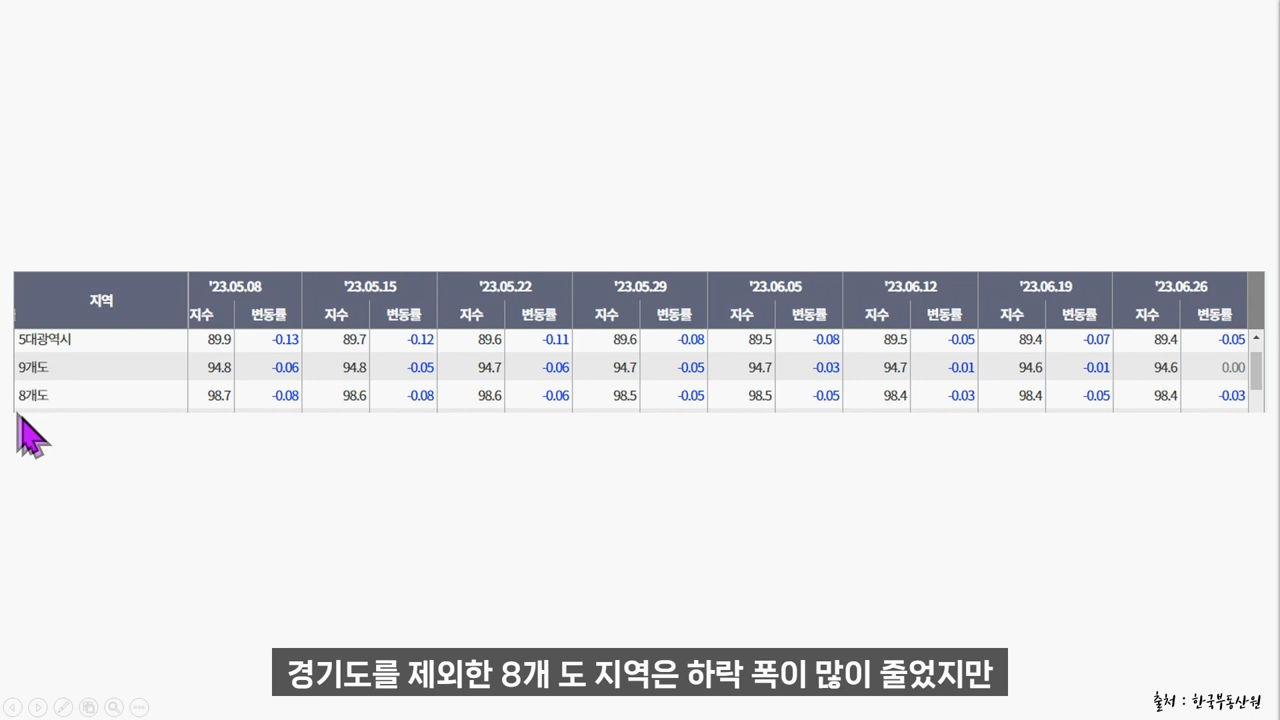 지역 '23.05.08 '23.05.15 '23.05.22 '23.05.29 '23.06.05 '23.06.12 '23.06.19 '23.06.26
지수 변동률 지수 변동률 지수 변동률 지수 변동률 지수 변동률 지수 변동률 지수 변동률 지수 변동률
5대광역시 89.9 -0.13 89.7 -0.12 89.6 -0.11 89.6 -0.08 89.5 -0.08 89.5 -0.05 89.4 -0.07 89.4 -0.05
9개도 94.8 -0.06 94.8 -0.05 94.7 -0.06 94.7 -0.05 94.7 -0.03 94.7 -0.01 94.6 -0.01 94.6 0.00
8개도 98.7 -0.08 98.6 -0.08 98.6 -0.06 98.5 -0.05 98.5 -0.05 98.4 -0.03 98.4 -0.05 98.4 -0.03
경기도를 제외한 8개 도 지역은 하락 폭이 많이 줄었지만
출처 : 한국부동산원